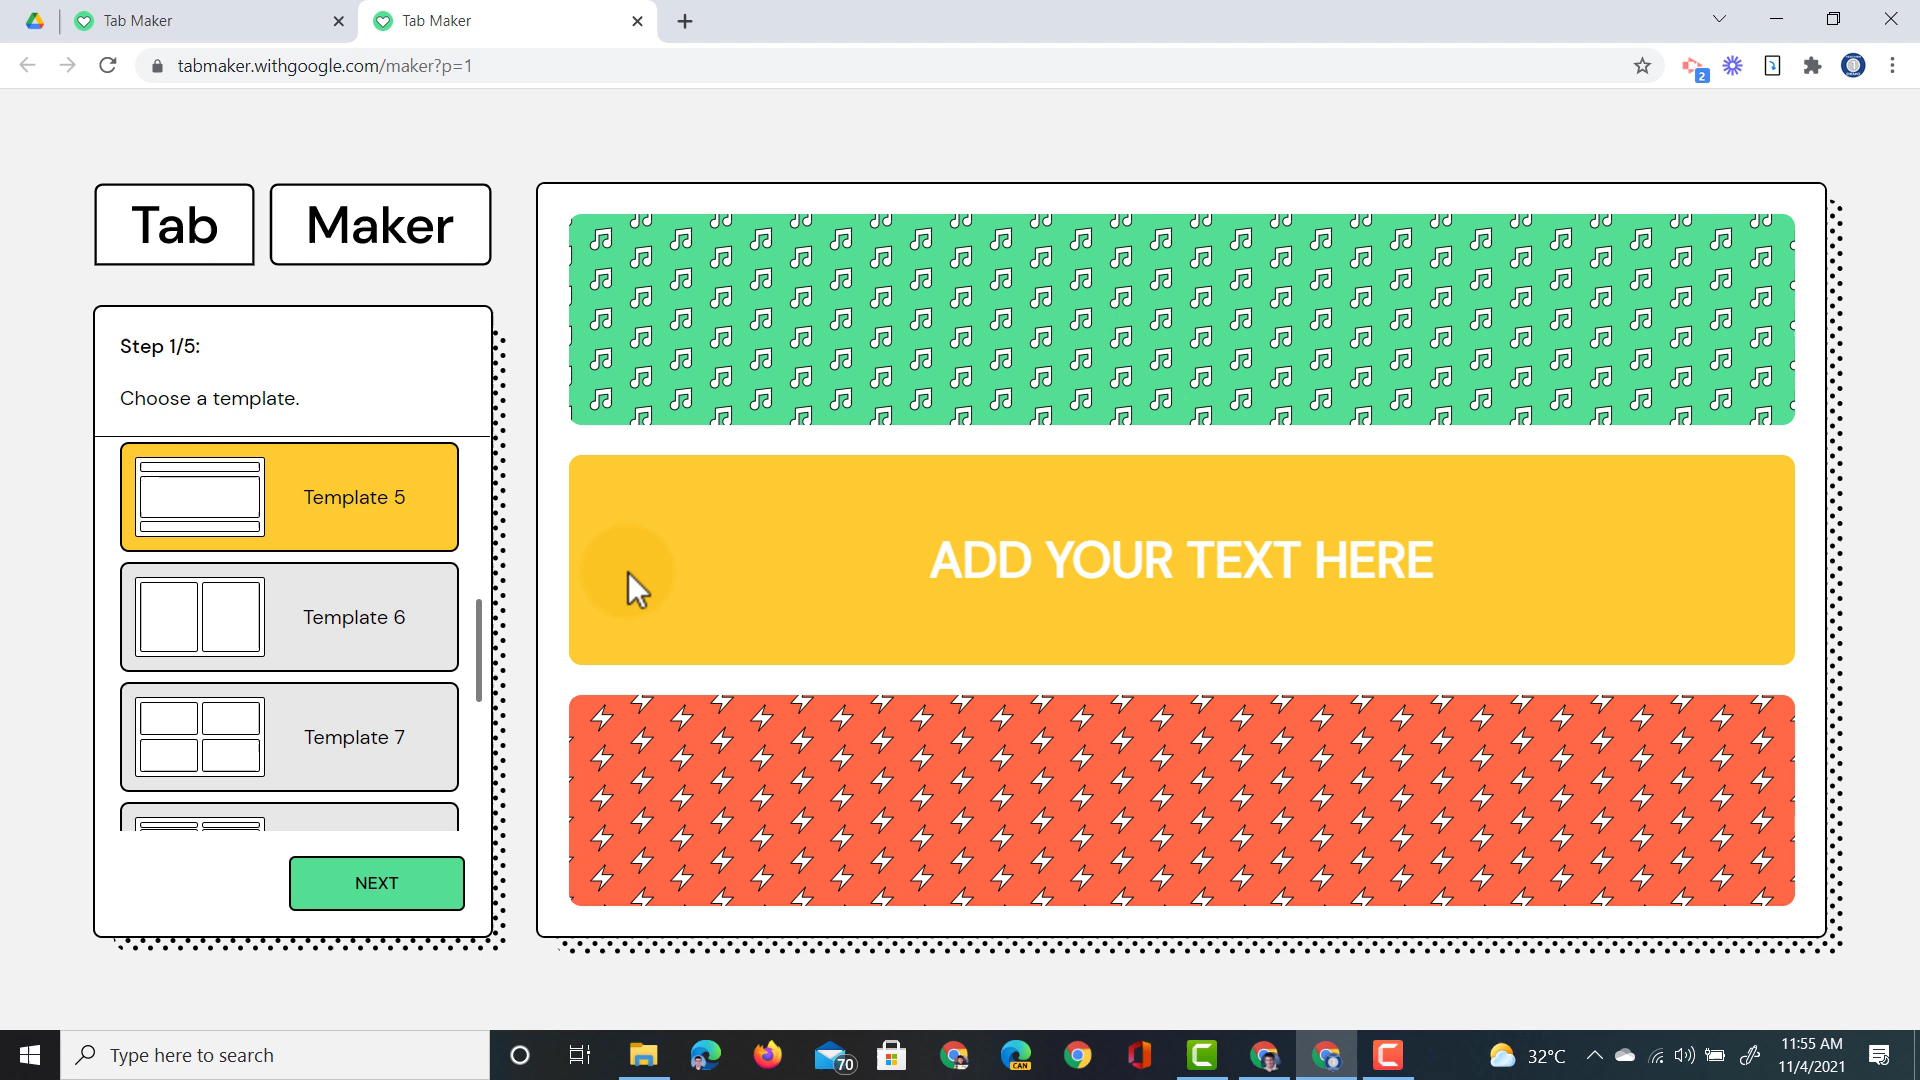 Tab Maker
Tab Maker
tabmaker.withgoogle.com/maker?p=1
2
Tab Maker
Step 1/5:
Choose a template.
Template 5
Template 6
Template 7
NEXT
ADD YOUR TEXT HERE
Type here to search
70
CAN
32°C
11:55 AM
11/4/2021